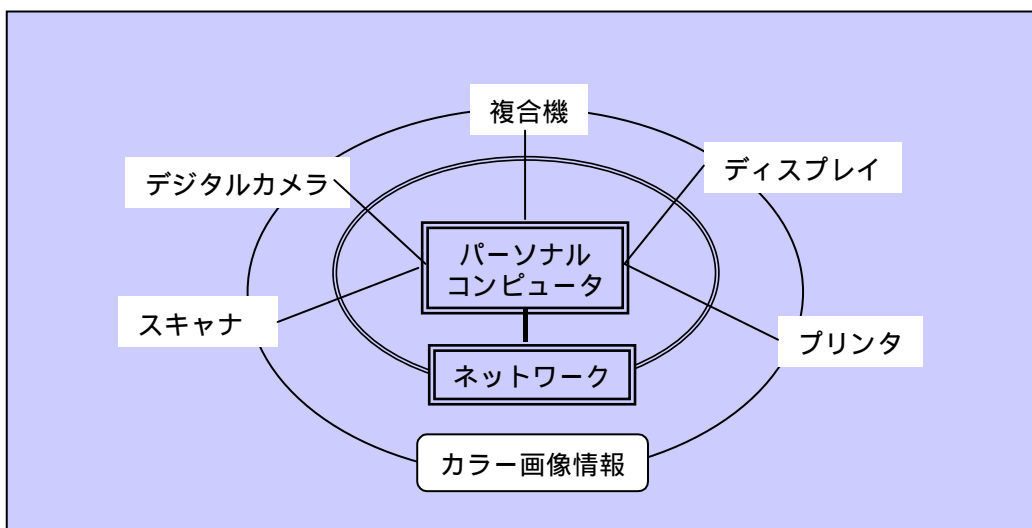 複合機
デジタルカメラ
ディスプレイ
パーソナル
コンピュータ
スキャナ
プリンタ
ネットワーク
カラー画像情報